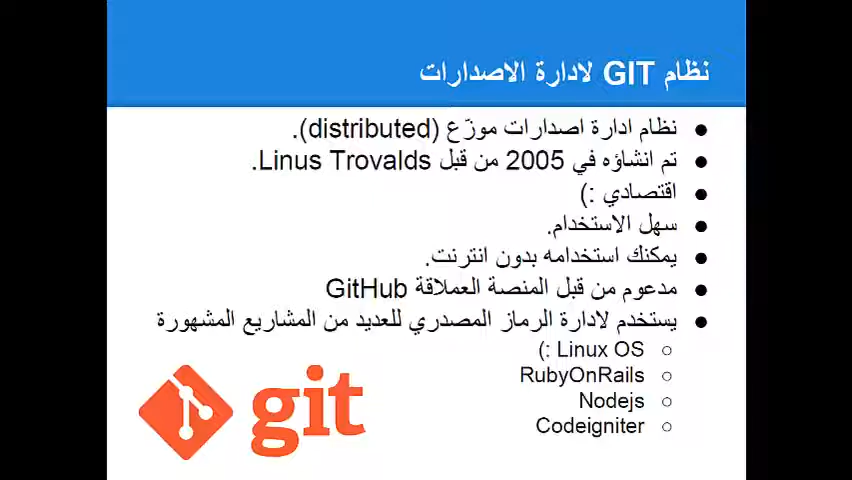 نظام GIT لادارة الاصدارات
نظام ادارة اصدارات موزّع (distributed).
تم انشاؤه في 2005 من قبل Linus Trovalds.
اقتصادي :)
سهل الاستخدام.
يمكنك استخدامه بدون انترنت.
مدعوم من قبل المنصة العملاقة GitHub
يستخدم لادارة الرماز المصدري للعديد من المشاريع المشهورة
Linux OS :)
RubyOnRails
Nodejs
Codeigniter
git